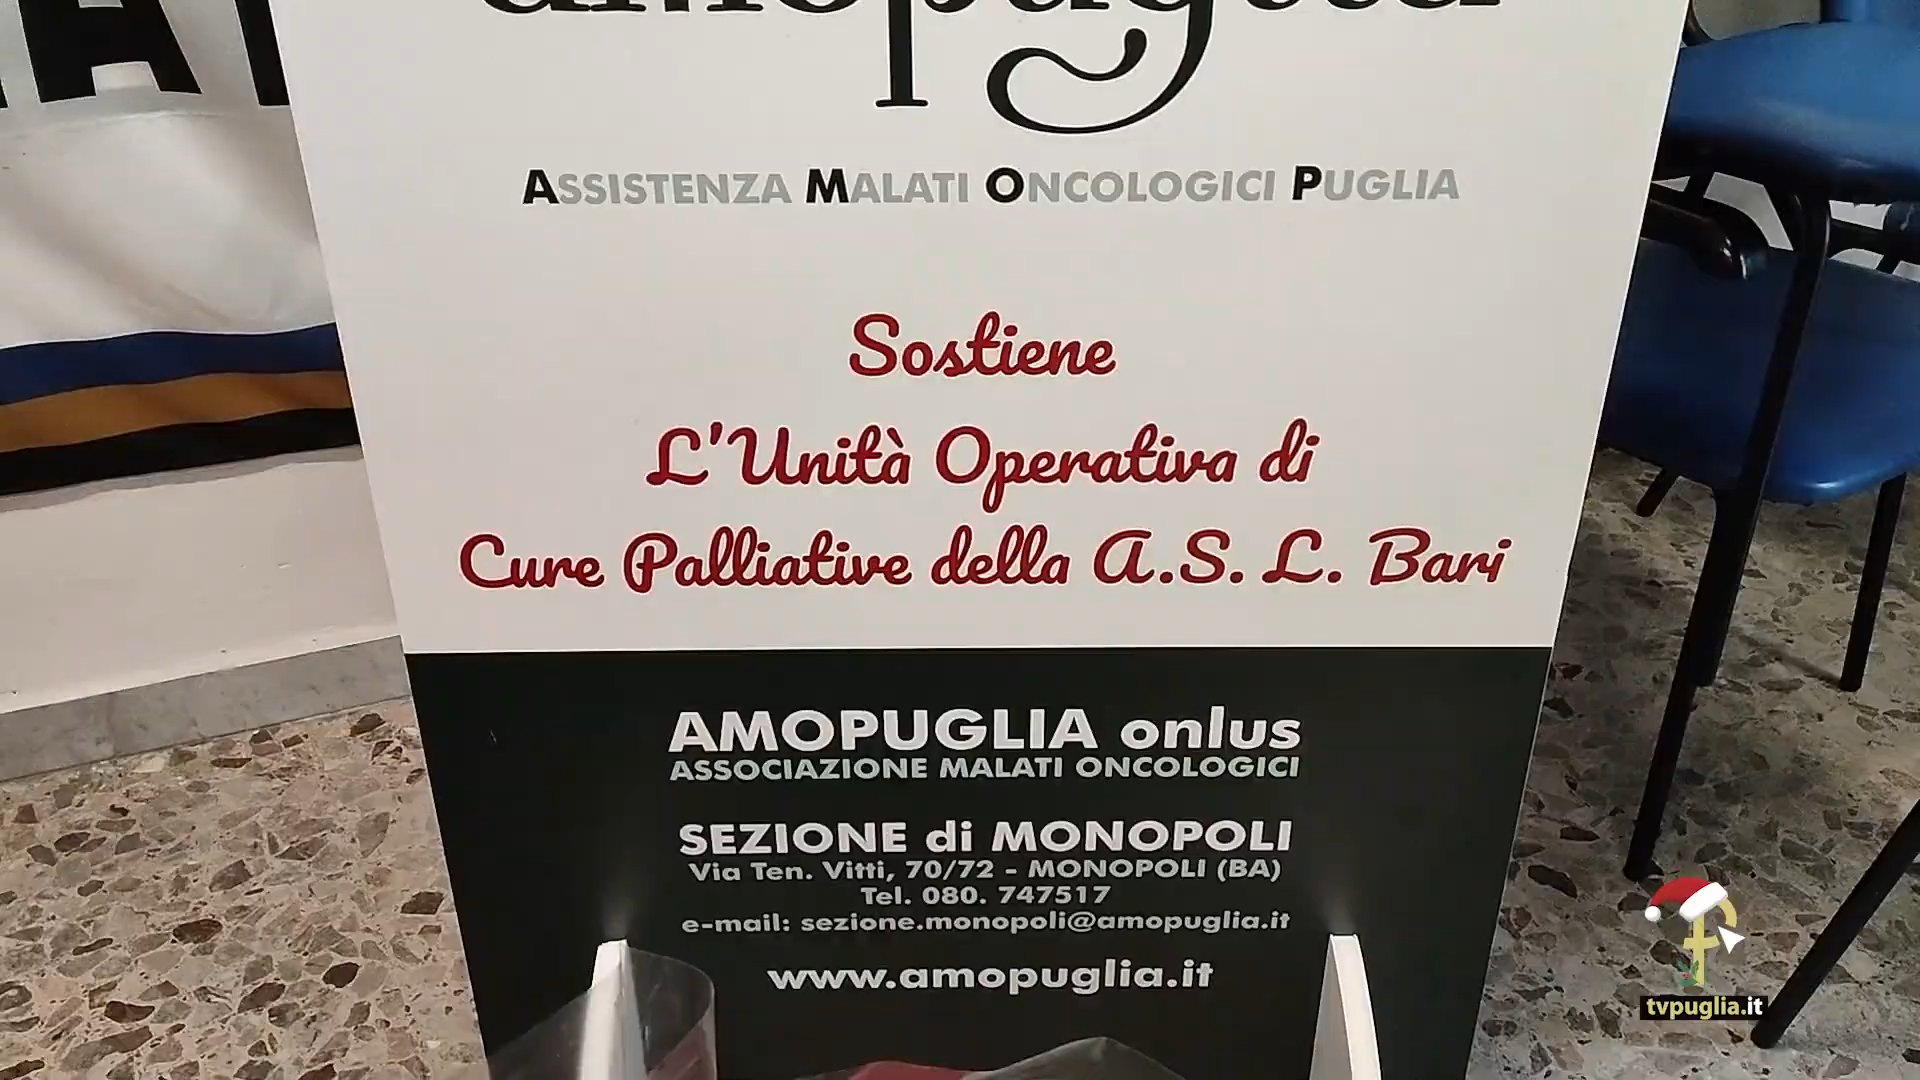 amopuglia
ASSISTENZA MALATI ONCOLOGICI PUGLIA
Sostiene
L'Unità Operativa di
Cure Palliative della A.S.L. Bari
AMOPUGLIA onlus
ASSOCIAZIONE MALATI ONCOLOGICI
SEZIONE di MONOPOLI
Via Ten. Vitti, 70/72 - MONOPOLI (BA)
Tel. 080. 747517
e-mail: sezione.monopoli@amopuglia.it
www.amopuglia.it
tvpuglia.it